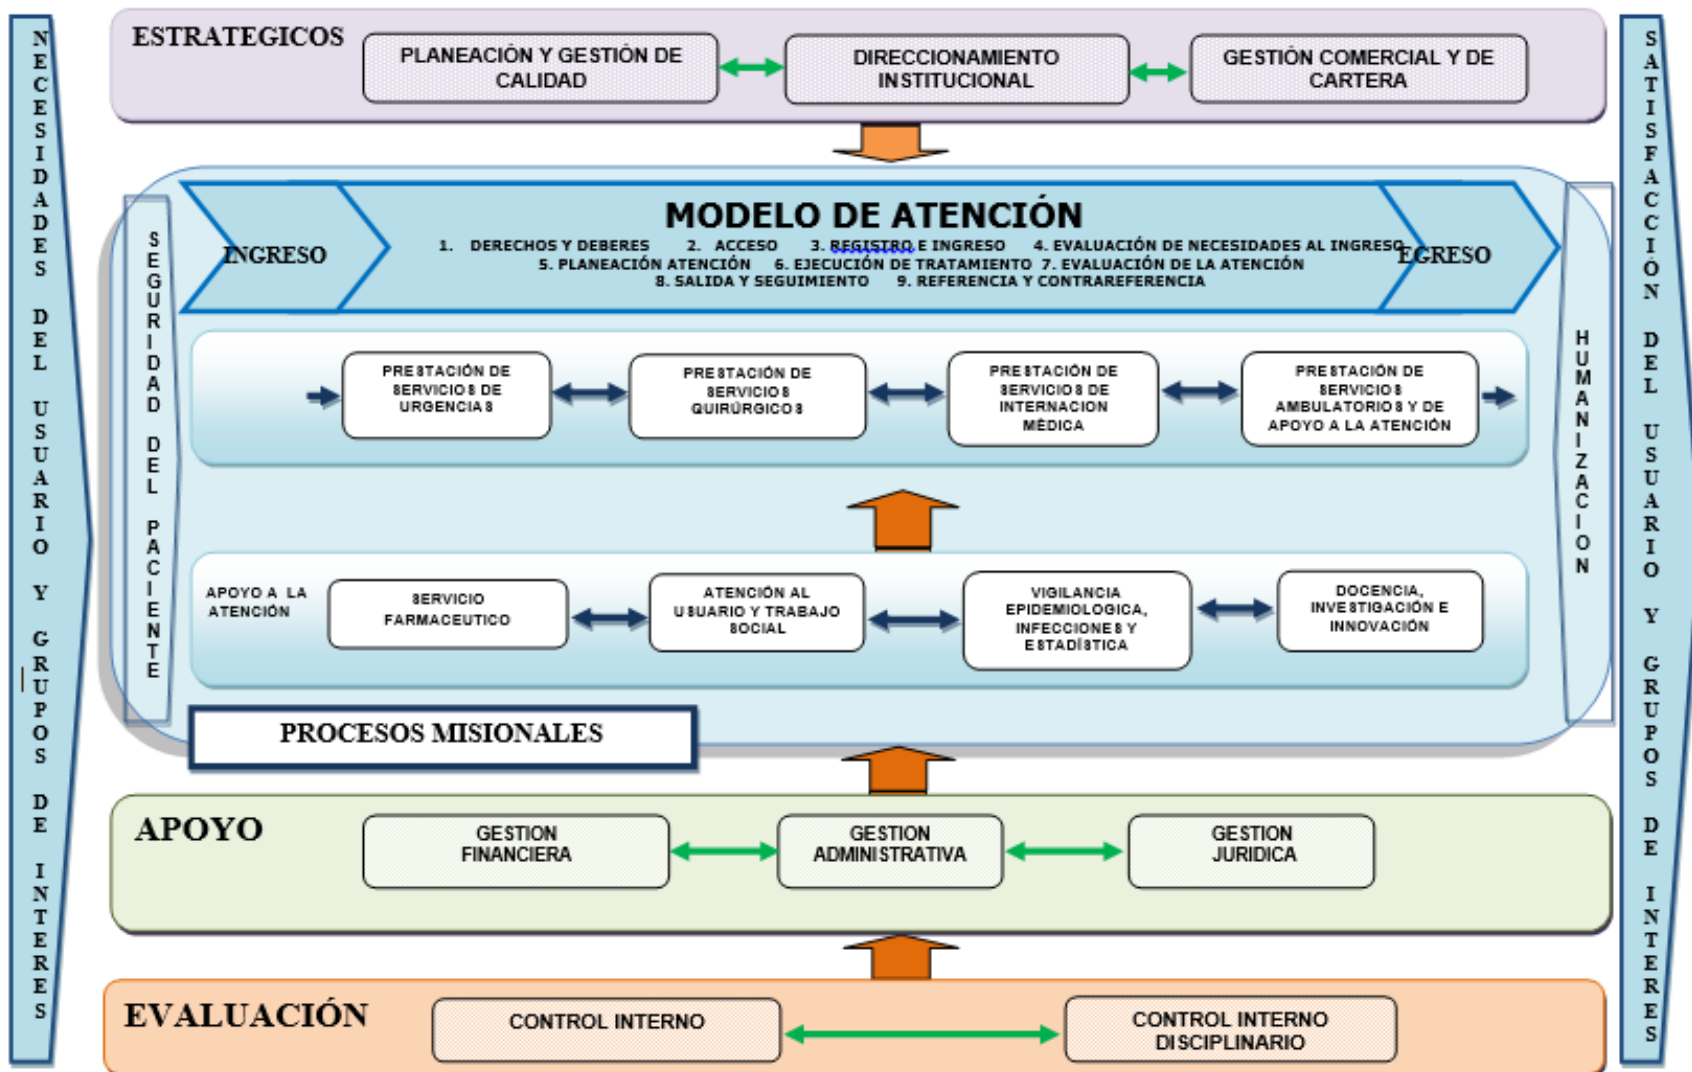 NECESIDADES DEL USUARIO Y GRUPOS DE INTERES
ESTRATEGICOS
PLANEACIÓN Y GESTIÓN DE
CALIDAD
DIRECCIONAMIENTO
INSTITUCIONAL
GESTIÓN COMERCIAL Y DE
CARTERA
SATISFACCIÓN DEL USUARIO Y GRUPOS DE INTERES
SEGURIDAD DEL PACIENTE
INGRESO
MODELO DE ATENCIÓN
1. DERECHOS Y DEBERES 2. ACCESO 3. REGISTRO E INGRESO 4. EVALUACIÓN DE NECESIDADES AL INGRESO
5. PLANEACIÓN ATENCIÓN 6. EJECUCIÓN DE TRATAMIENTO 7. EVALUACIÓN DE LA ATENCIÓN
8. SALIDA Y SEGUIMIENTO 9. REFERENCIA Y CONTRAREFERENCIA
EGRESO
HUMANIZACION
PRESTACIÓN DE
SERVICIOS DE
URGENCIAS
PRESTACIÓN DE
SERVICIOS
QUIRÚRGICOS
PRESTACIÓN DE
SERVICIOS DE
INTERNACION
MÉDICA
PRESTACIÓN DE
SERVICIOS
AMBULATORIOS Y DE
APOYO A LA ATENCIÓN
APOYO A LA
ATENCIÓN
SERVICIO
FARMACEUTICO
ATENCIÓN AL
USUARIO Y TRABAJO
SOCIAL
VIGILANCIA
EPIDEMIOLOGICA,
INFECCIONES Y
ESTADÍSTICA
DOCENCIA,
INVESTIGACIÓN E
INNOVACIÓN
PROCESOS MISIONALES
APOYO
GESTION
FINANCIERA
GESTION
ADMINISTRATIVA
GESTION
JURIDICA
EVALUACIÓN
CONTROL INTERNO
CONTROL INTERNO
DISCIPLINARIO